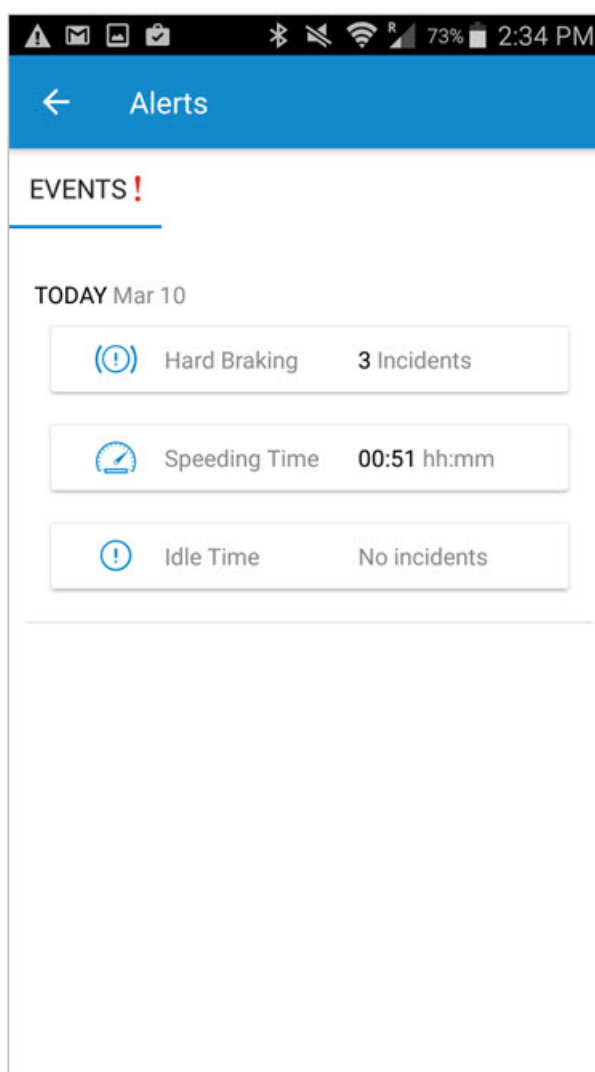 R 73% 2:34 PM
Alerts
EVENTS!
TODAY Mar 10
Hard Braking 3 Incidents
Speeding Time 00:51 hh:mm
Idle Time No incidents